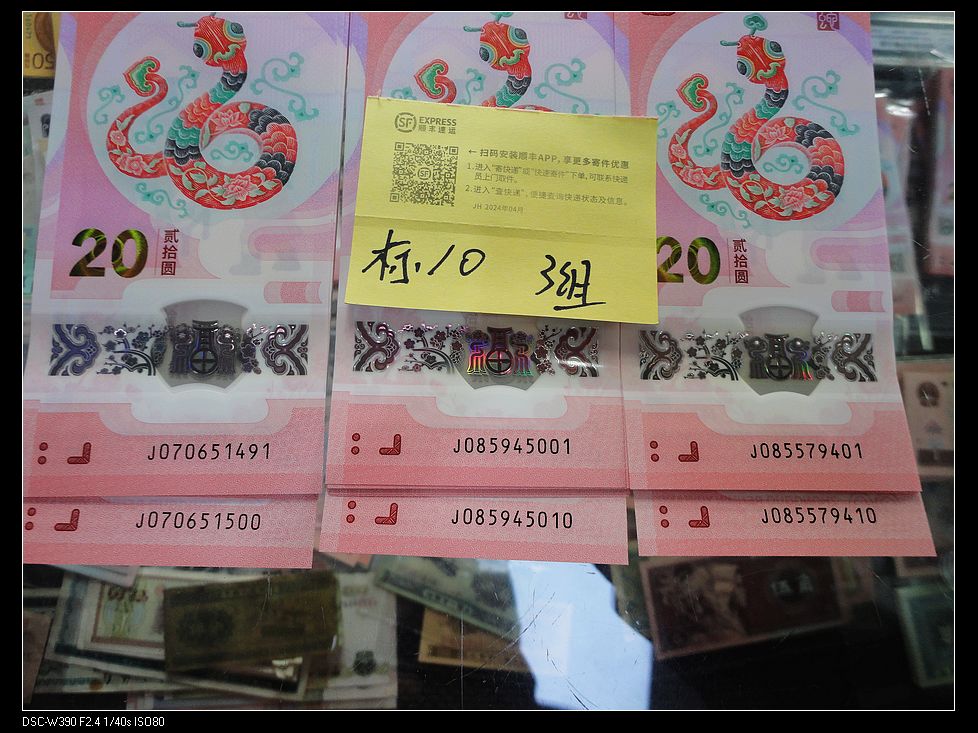 SF EXPRESS
顺丰速运
SF
← 扫码安装顺丰APP,享更多寄件优惠
1.进入"寄快递"或"快速寄件"下单,可联系快递
员上门取件。
2.进入"查快递",便捷查询快递状态及信息。
JH 2024年04月
标.10 3组
20 贰拾圆
20 贰拾圆
J070651491
J085945001
J085579401
J070651500
J085945010
J085579410
DSC-W390 F2.4 1/40s ISO80